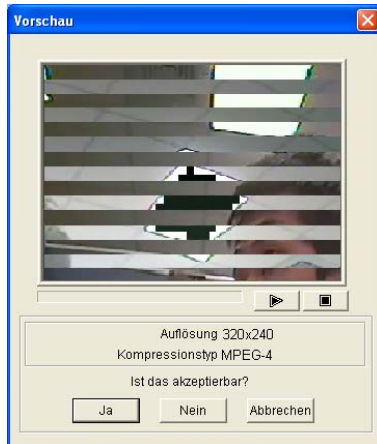 Vorschau
Auflösung 320x240
Kompressionstyp MPEG-4
Ist das akzeptierbar?
Ja Nein Abbrechen